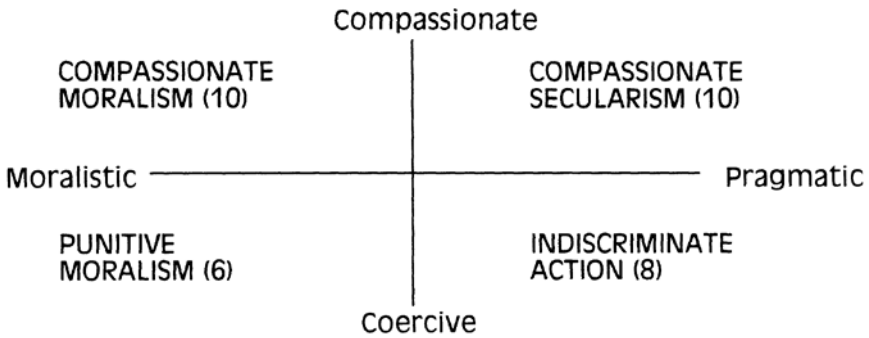 Compassionate
COMPASSIONATE
MORALISM (10)
COMPASSIONATE
SECULARISM (10)
Moralistic
Pragmatic
PUNITIVE
MORALISM (6)
INDISCRIMINATE
ACTION (8)
Coercive